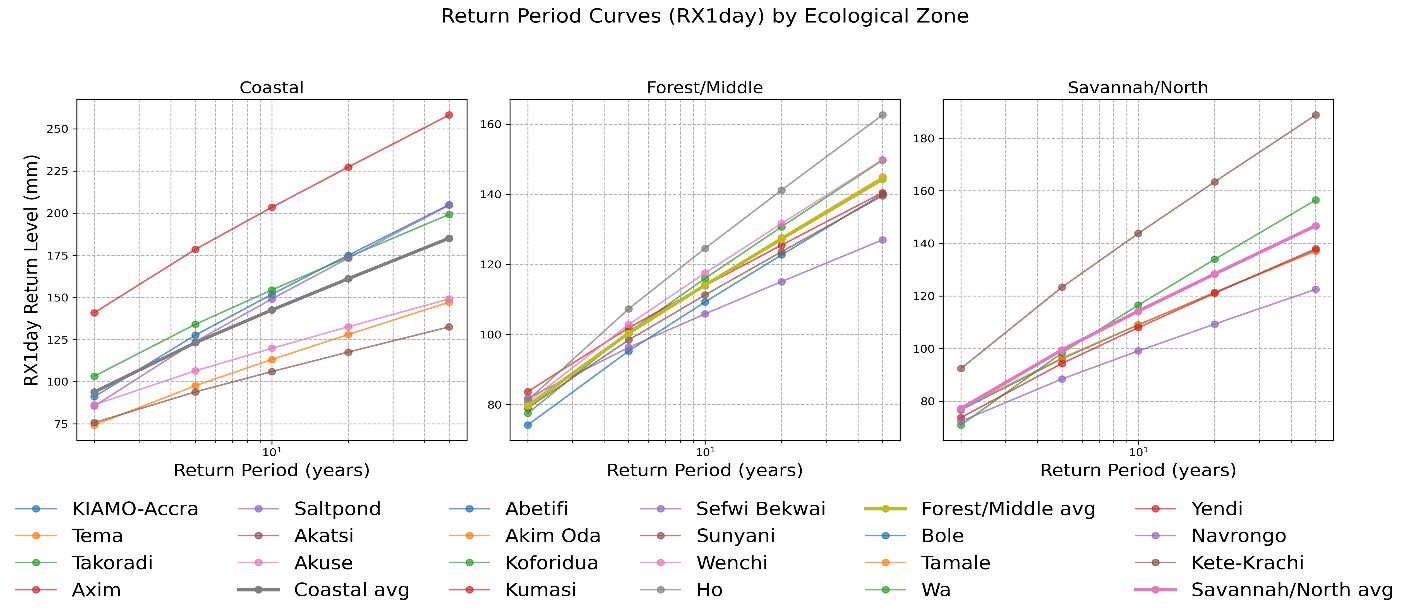 Return Period Curves (RX1day) by Ecological Zone
Coastal
Forest/Middle
Savannah/North
RX1day Return Level (mm)
250
225
200
175
150
125
100
75
10¹
Return Period (years)
160
140
120
100
80
10¹
Return Period (years)
180
160
140
120
100
80
10¹
Return Period (years)
KIAMO-Accra
Tema
Takoradi
Axim
Saltpond
Akatsi
Akuse
Coastal avg
Abetifi
Akim Oda
Koforidua
Kumasi
Sefwi Bekwai
Sunyani
Wenchi
Ho
Forest/Middle avg
Bole
Tamale
Wa
Yendi
Navrongo
Kete-Krachi
Savannah/North avg